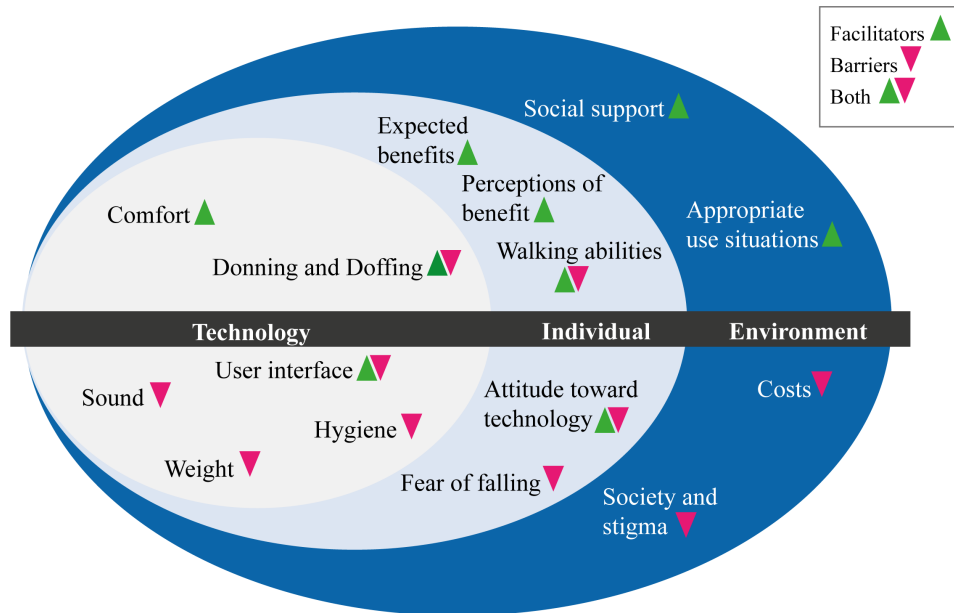 Facilitators
Barriers
Both
Social support
Expected
benefits
Perceptions of
benefit
Comfort
Appropriate
use situations
Walking abilities
Donning and Doffing
Technology
Individual
Environment
User interface
Sound
Attitude toward
technology
Costs
Hygiene
Weight
Fear of falling
Society and
stigma